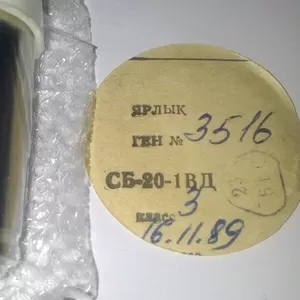 ЯРЛЫК
ГЕН № 3516
СБ-20-1ВД
класс 3
16.11.89